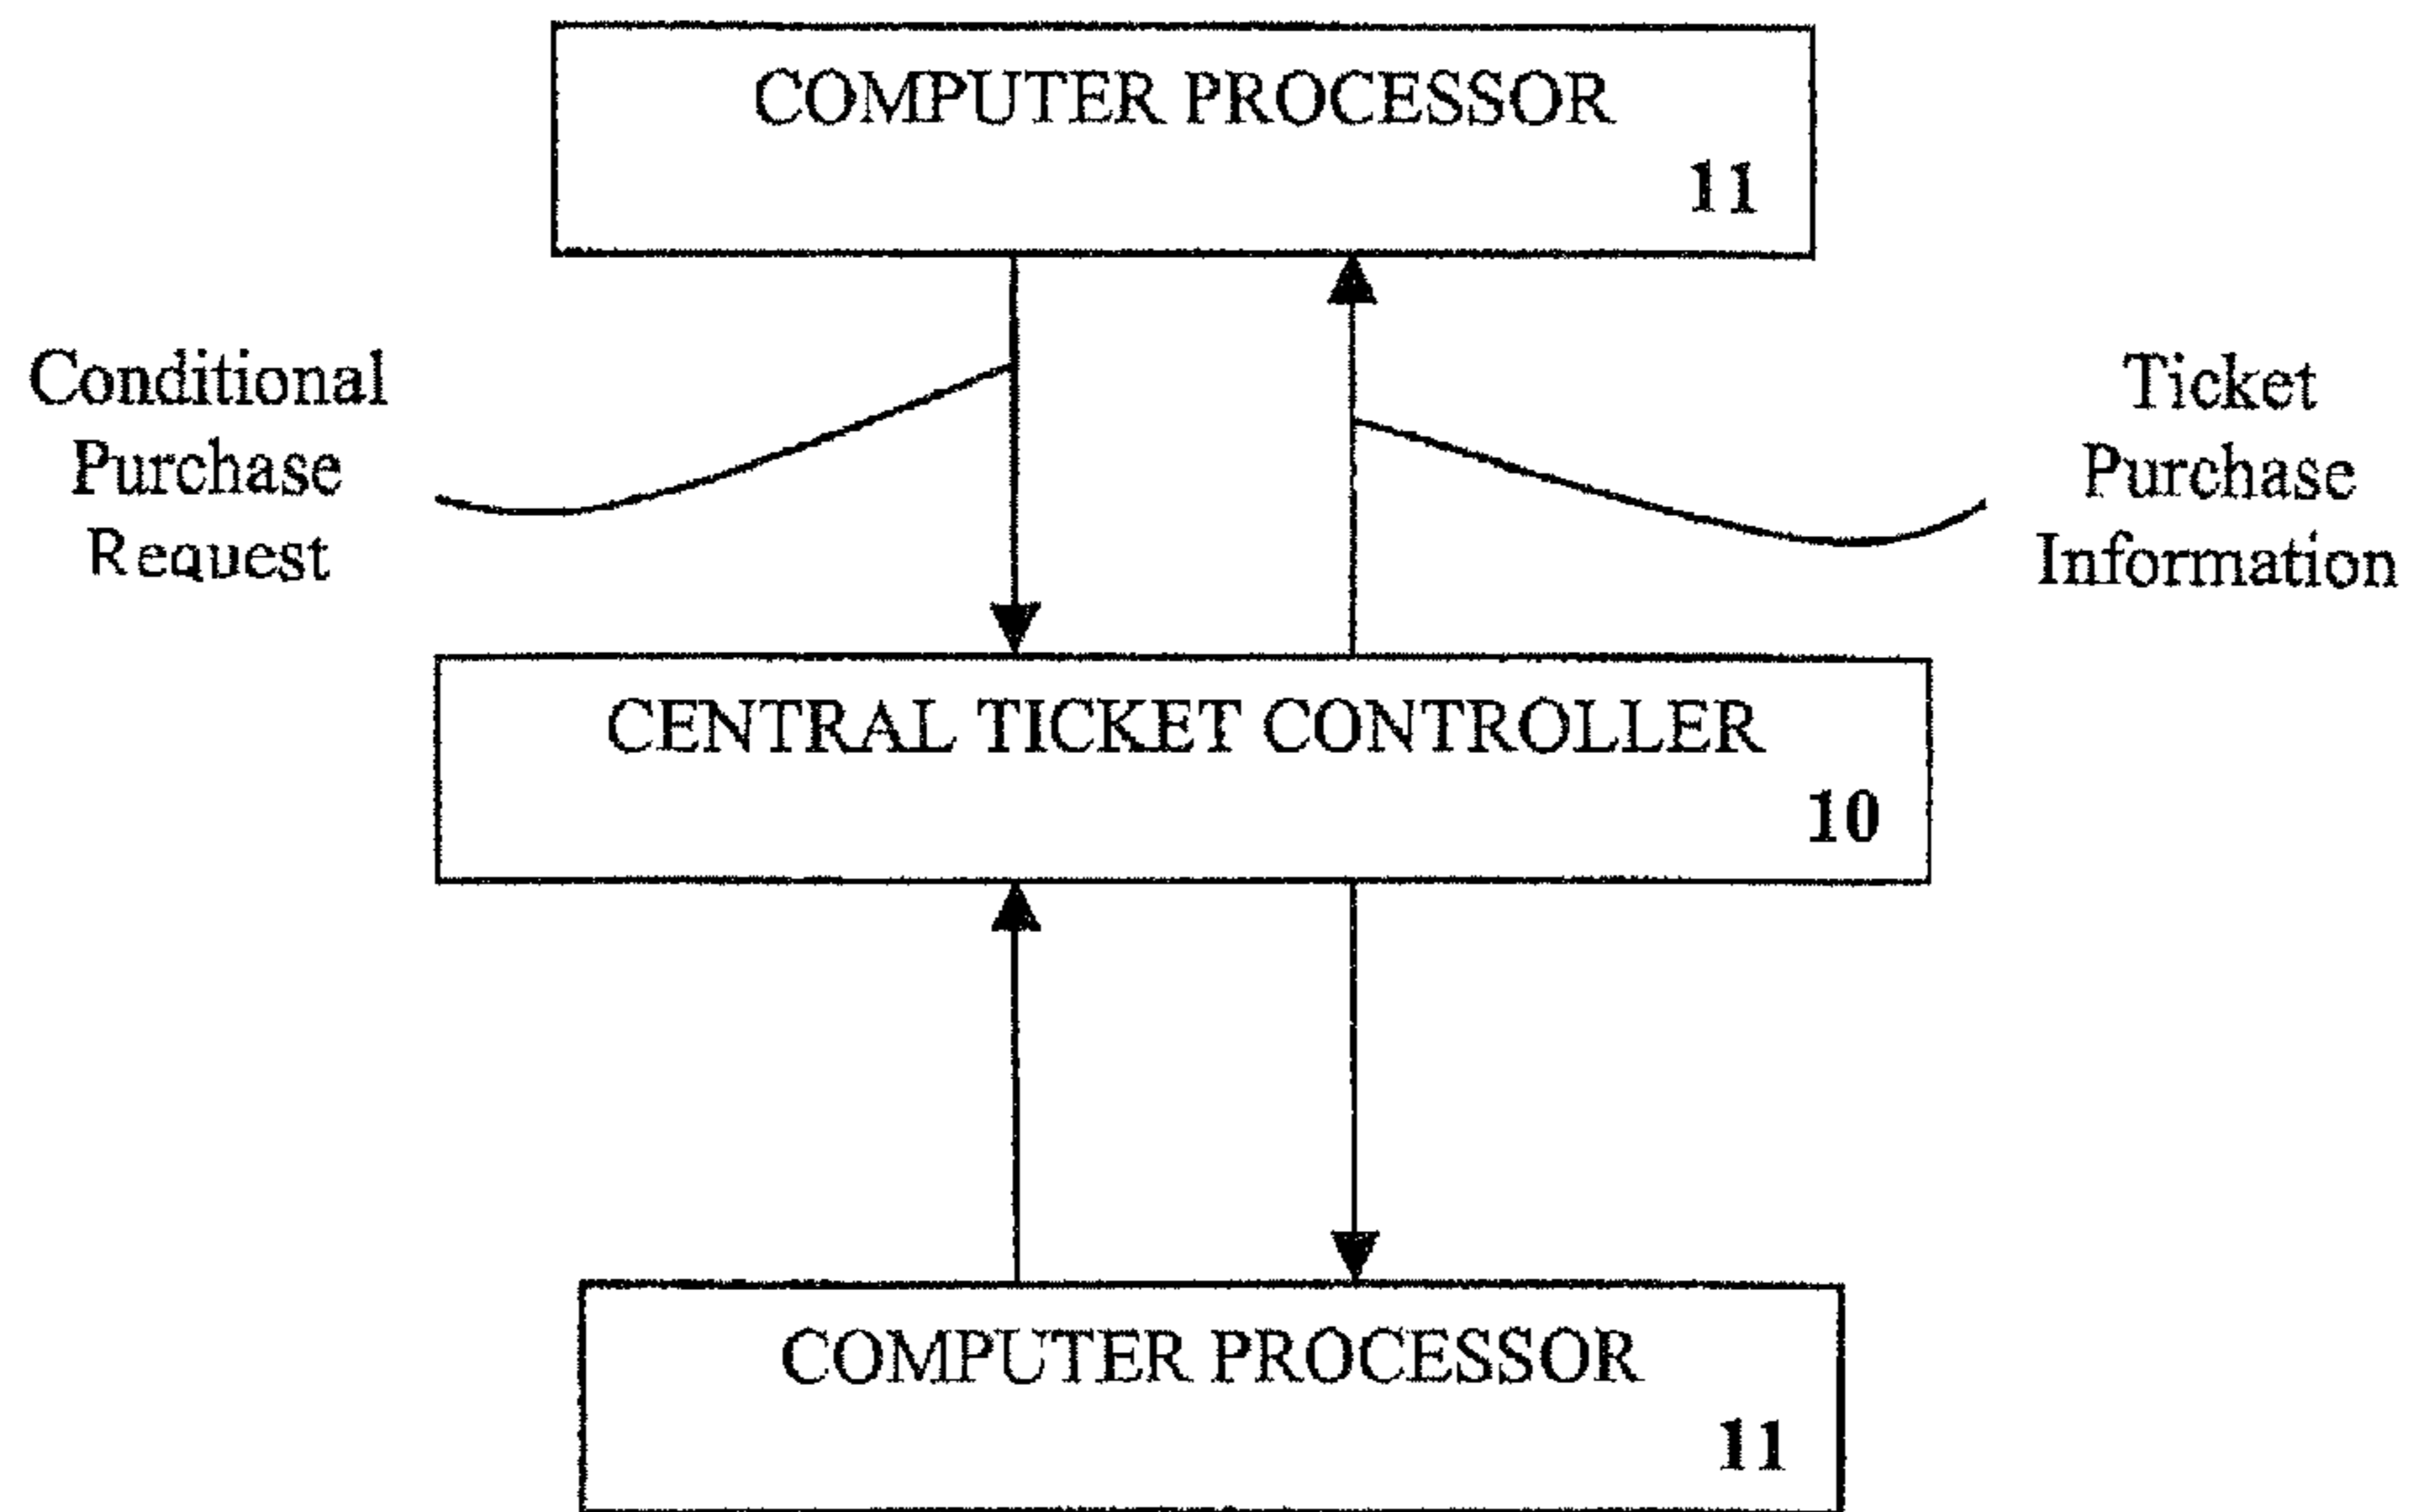 COMPUTER PROCESSOR
11
Conditional
Purchase
Request
Ticket
Purchase
Information
CENTRAL TICKET CONTROLLER
10
COMPUTER PROCESSOR
11